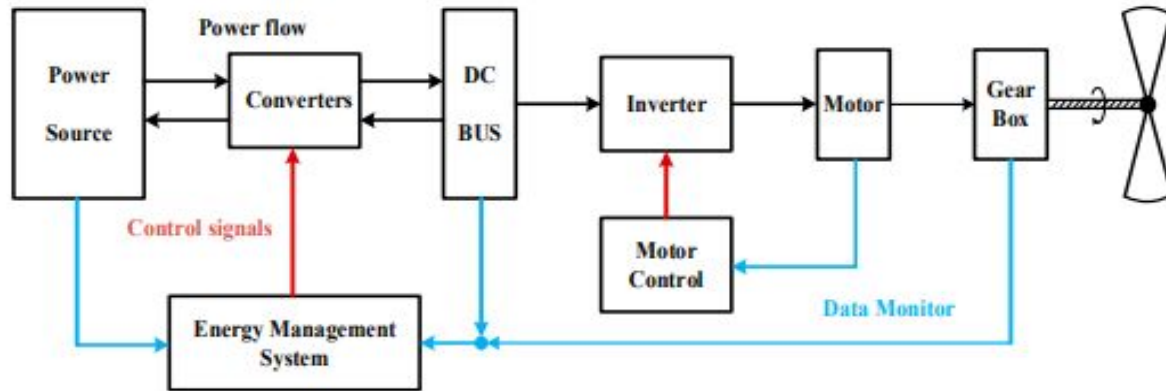 Power flow
Power
Source
Converters
DC
BUS
Inverter
Motor
Gear
Box
Control signals
Motor
Control
Data Monitor
Energy Management
System